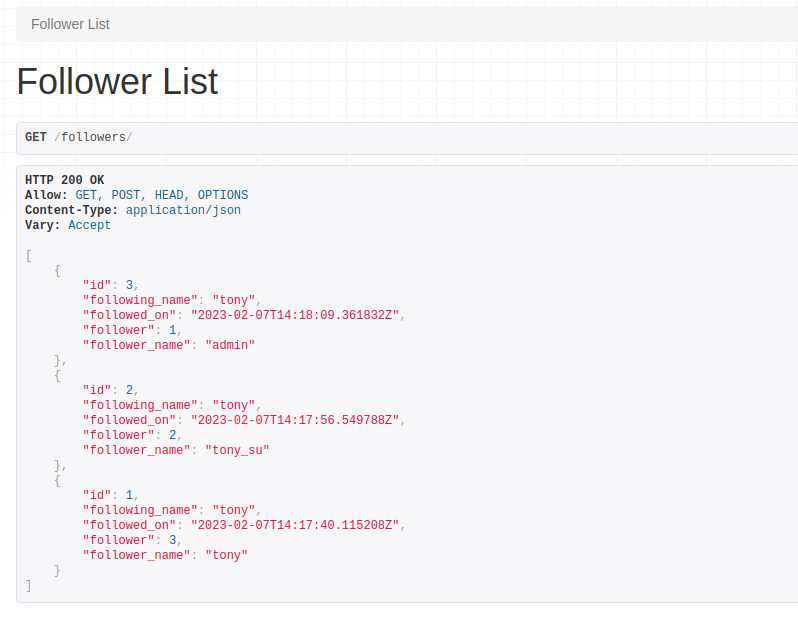 Follower List
Follower List
GET /followers/
HTTP 200 OK
Allow: GET, POST, HEAD, OPTIONS
Content-Type: application/json
Vary: Accept
[
    {
        "id": 3,
        "following_name": "tony",
        "followed_on": "2023-02-07T14:18:09.361832Z",
        "follower": 1,
        "follower_name": "admin"
    },
    {
        "id": 2,
        "following_name": "tony",
        "followed_on": "2023-02-07T14:17:56.549788Z",
        "follower": 2,
        "follower_name": "tony_su"
    },
    {
        "id": 1,
        "following_name": "tony",
        "followed_on": "2023-02-07T14:17:40.115208Z",
        "follower": 3,
        "follower_name": "tony"
    }
]